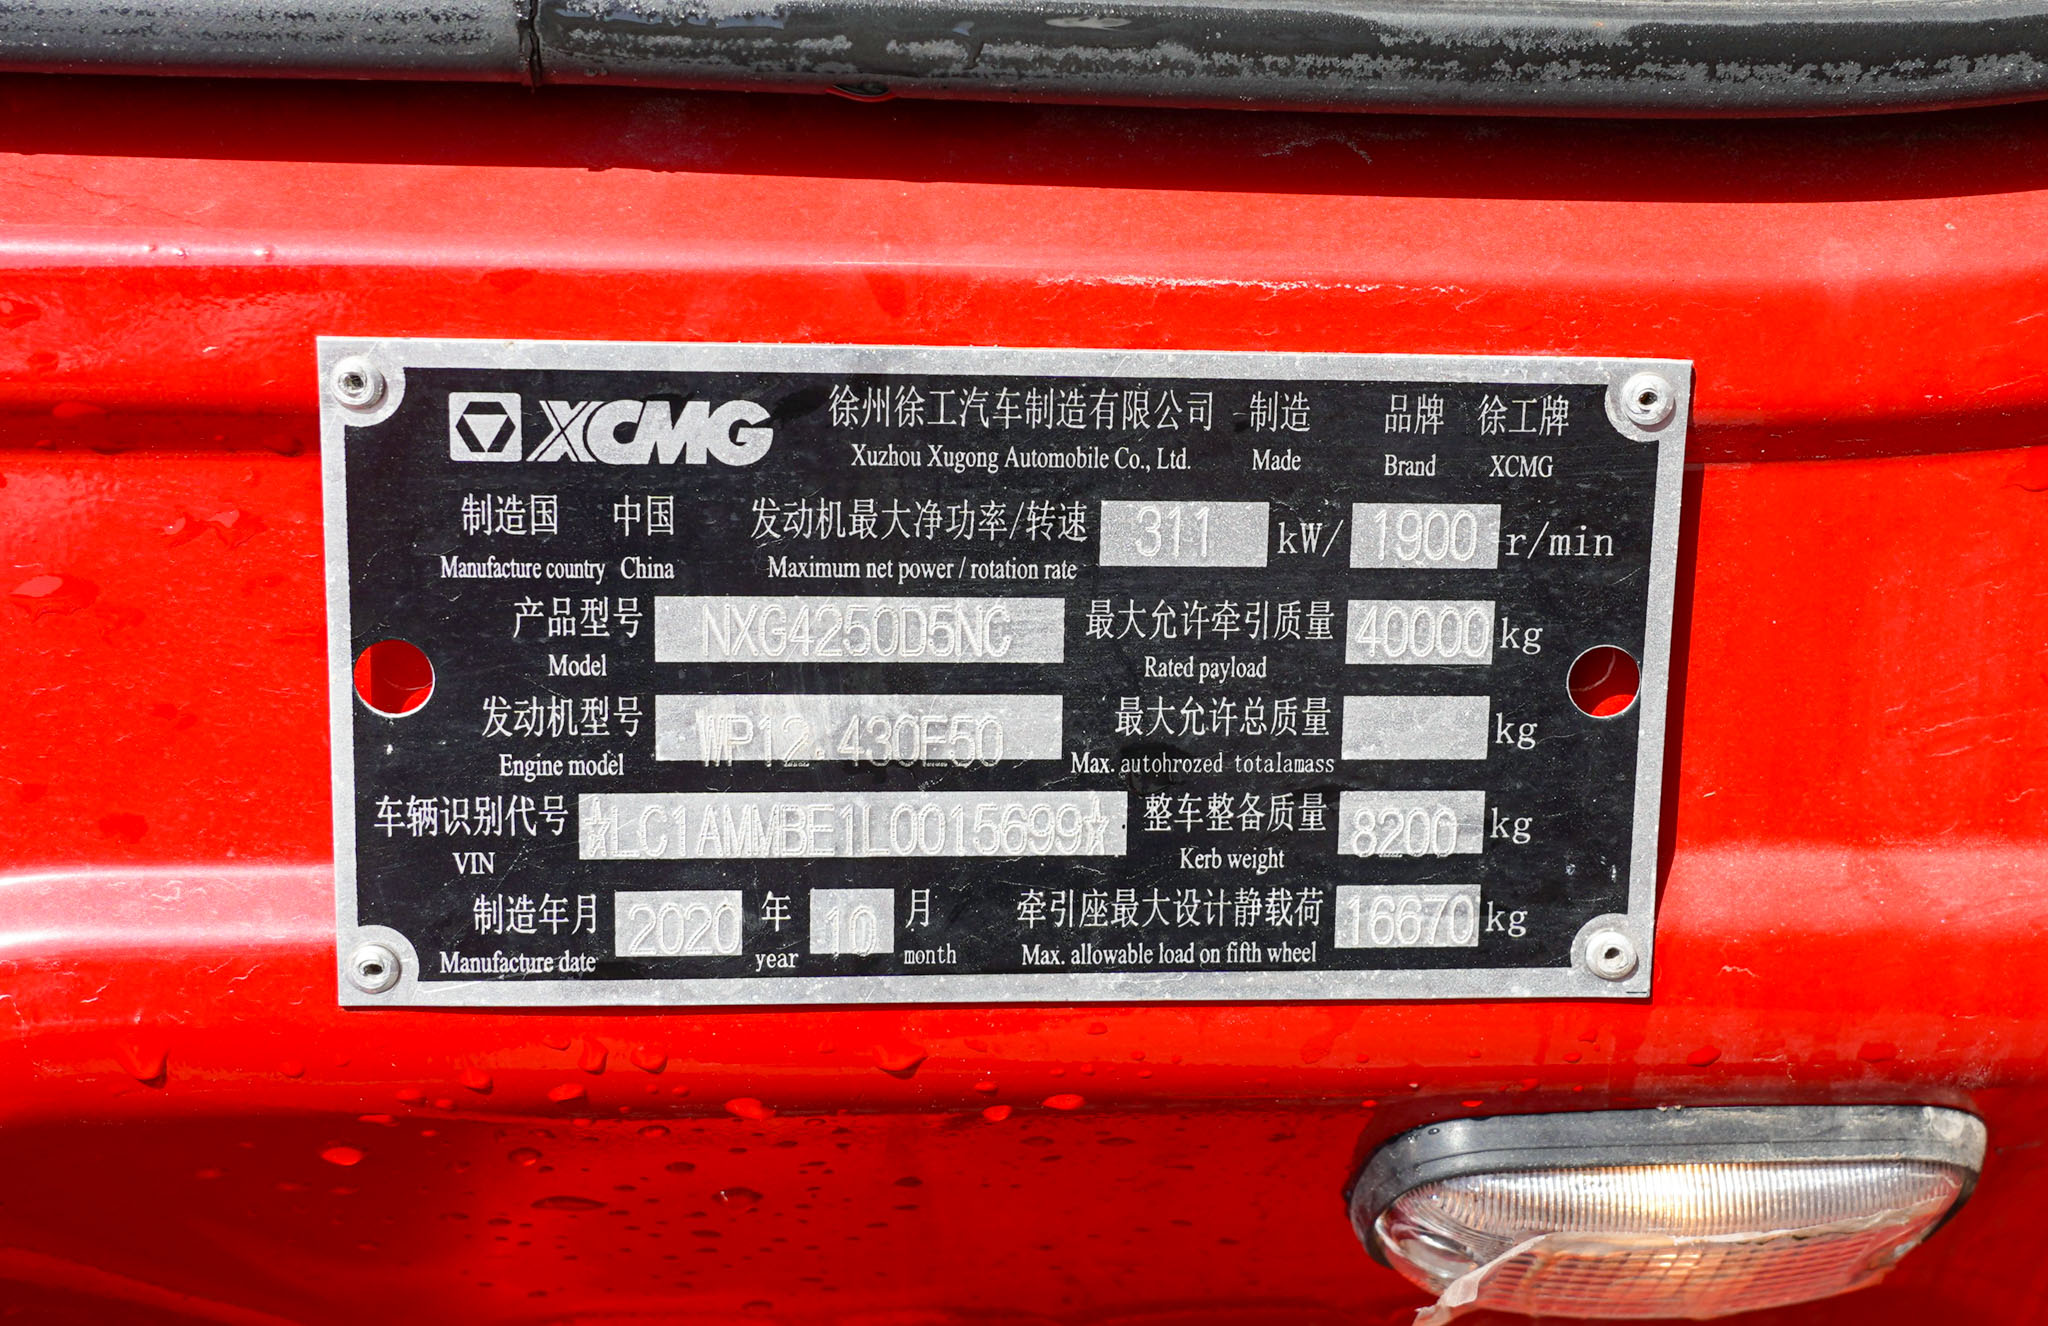 XCMG 徐州徐工汽车制造有限公司 制造 品牌 徐工牌
Xuzhou Xugong Automobile Co., Ltd. Made Brand XCMG
制造国 中国 发动机最大净功率/转速 311 kW/ 1900 r/min
Manufacture country China Maximum net power / rotation rate
产品型号 NXG4250D5NC 最大允许牵引质量 40000 kg
Model Rated payload
发动机型号 WP12.430E50 最大允许总质量 kg
Engine model Max. autohrozed totalamass
车辆识别代号 ☆LC1AMMBE1L0015699☆ 整车整备质量 8200 kg
VIN Kerb weight
制造年月 2020 年 10 月 牵引座最大设计静载荷 16670 kg
Manufacture date year month Max. allowable load on fifth wheel